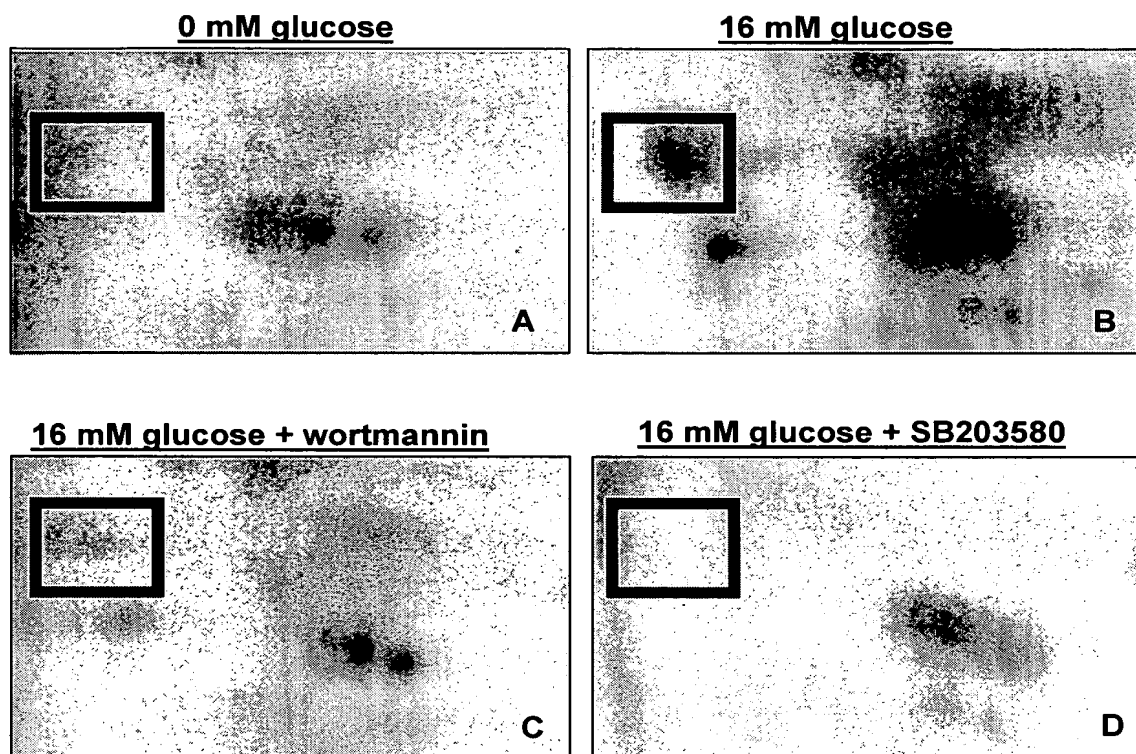 0 mM glucose
16 mM glucose
A
B
16 mM glucose + wortmannin
16 mM glucose + SB203580
C
D